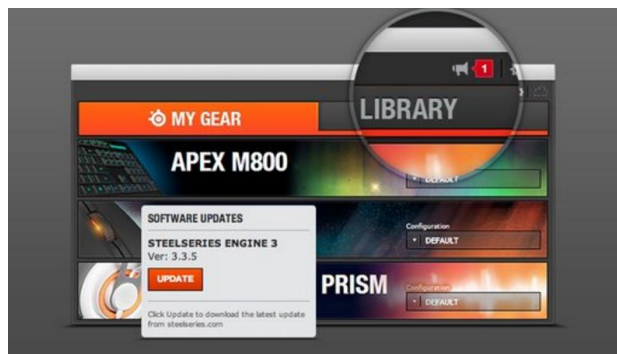 1
MY GEAR
LIBRARY
APEX M800
DEFAULT
SOFTWARE UPDATES
STEELSERIES ENGINE 3
Ver: 3.3.5
UPDATE
Click Update to download the latest update
from steelseries.com
Configuration
DEFAULT
PRISM
Configuration
DEFAULT